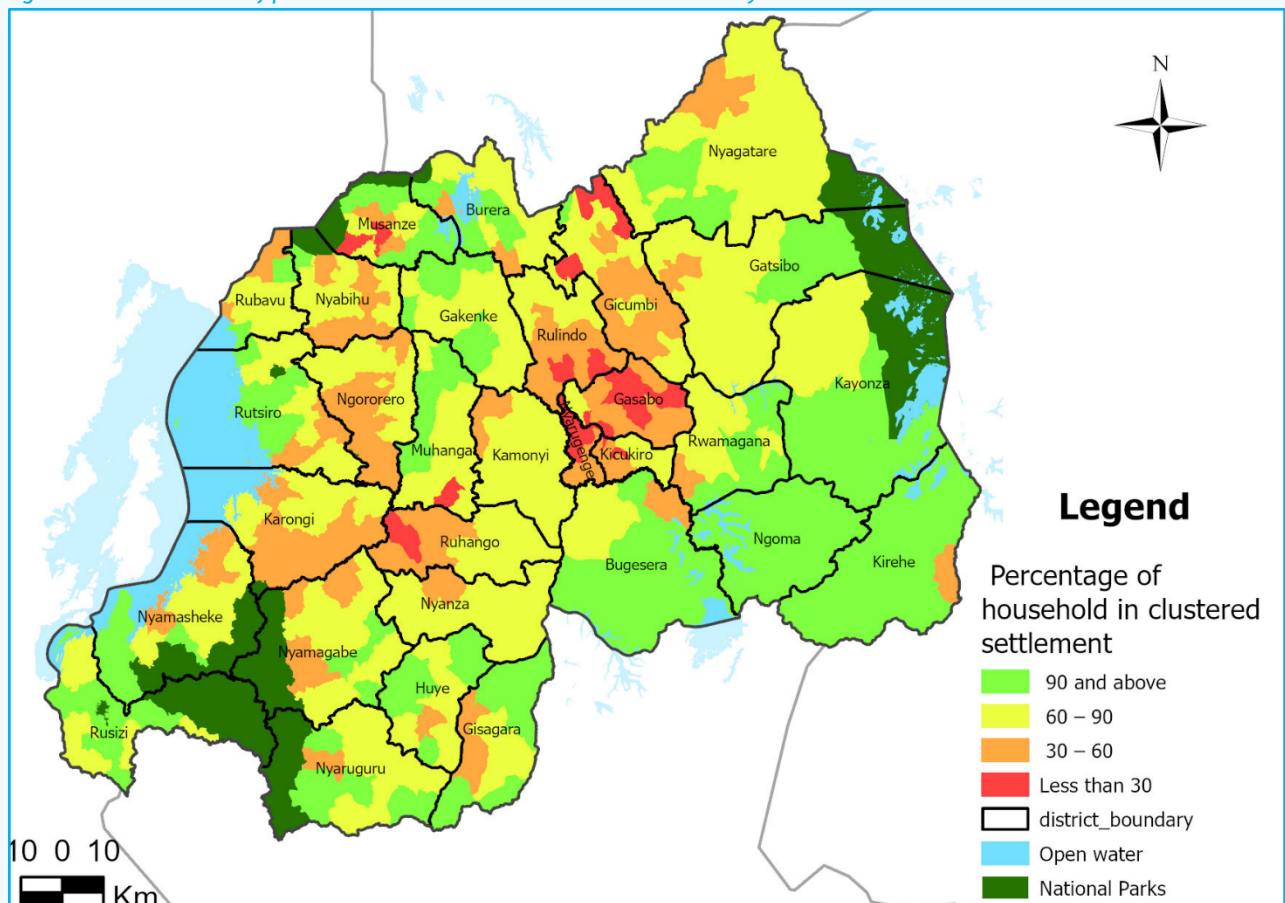 N
Nyagatare
Burera
Musanze
Gatsibo
Rubavu
Nyabihu
Gakenke
Gicumbi
Rulindo
Kayonza
Rutsiro
Ngororero
Gasabo
Muhanga
Kamonyi
Nyarugenge
Kicukiro
Rwamagana
Karongi
Ruhango
Bugesera
Ngoma
Kirehe
Nyamasheke
Nyanza
Nyamagabe
Huye
Gisagara
Rusizi
Nyaruguru
Legend
Percentage of
household in clustered
settlement
90 and above
60 – 90
30 – 60
Less than 30
district_boundary
Open water
National Parks
10 0 10
Km